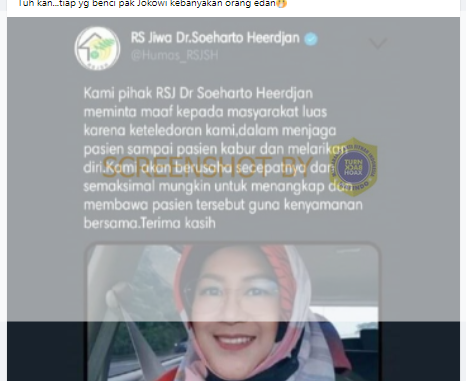 Tuh kan...tiap yg benci pak Jokowi kebanyakan orang edan🤭
RS Jiwa Dr.Soeharto Heerdjan
@Humas_RSJSH
Kami pihak RSJ Dr Soeharto Heerdjan
meminta maaf kepada masyarakat luas
karena keteledoran kami,dalam menjaga
pasien sampai pasien kabur dan melarikan
diri.Kami akan berusaha secepatnya dan
semaksimal mungkin untuk menangkap dan
membawa pasien tersebut guna kenyamanan
bersama.Terima kasih
SCREENSHOT BY
TURN
BACK
HOAX